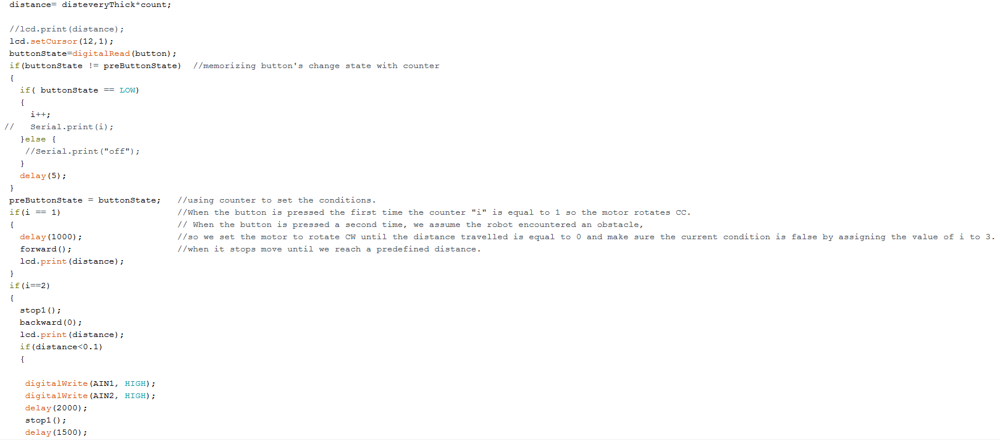 distance= disteveryThick*count;
//lcd.print(distance);
lcd.setCursor(12,1);
buttonState=digitalRead(button);
if(buttonState != preButtonState)  //memorizing button's change state with counter
{
if( buttonState == LOW)
{
i++;
//   Serial.print(i);
}else {
//Serial.print("off");
}
delay(5);
}
preButtonState = buttonState;   //using counter to set the conditions.
if(i == 1)   //When the button is pressed the first time the counter "i" is equal to 1 so the motor rotates CC.
{   // When the button is pressed a second time, we assume the robot encountered an obstacle,
delay(1000);   //so we set the motor to rotate CW until the distance travelled is equal to 0 and make sure the current condition is false by assigning the value of i to 3.
forward();   //when it stops move until we reach a predefined distance.
lcd.print(distance);
}
if(i==2)
{
stop1();
backward(0);
lcd.print(distance);
if(distance<0.1)
{
digitalWrite(AIN1, HIGH);
digitalWrite(AIN2, HIGH);
delay(2000);
stop1();
delay(1500);